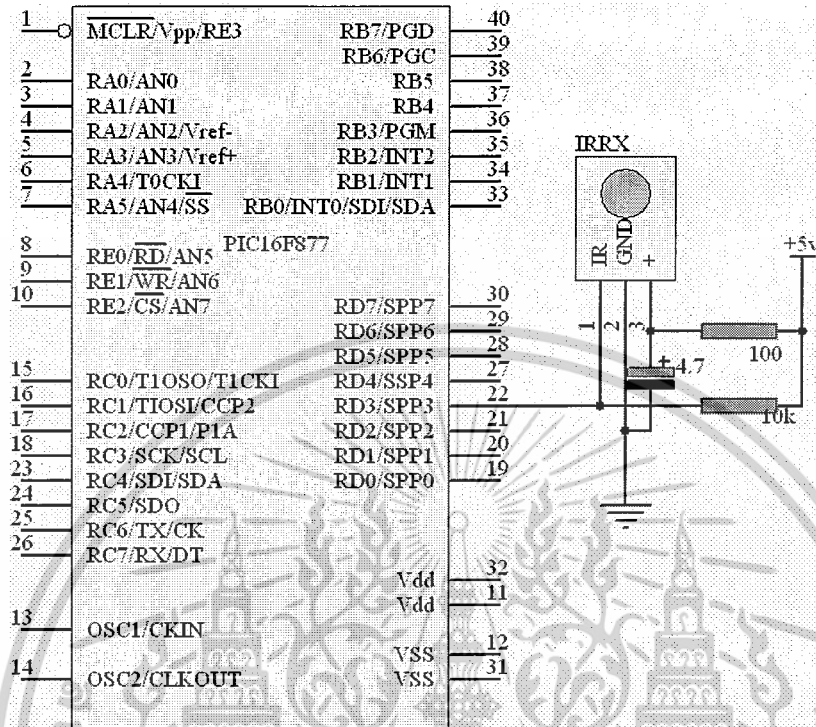 1 MCLR/Vpp/RE3 RB7/PGD 40
RB6/PGC 39
2 RA0/AN0 RB5 38
3 RA1/AN1 RB4 37
4 RA2/AN2/Vref- RB3/PGM 36
5 RA3/AN3/Vref+ RB2/INT2 35
6 RA4/T0CKI RB1/INT1 34
7 RA5/AN4/SS RB0/INT0/SDI/SDA 33
PIC16F877
8 RE0/RD/AN5
9 RE1/WR/AN6
10 RE2/CS/AN7 RD7/SPP7 30
RD6/SPP6 29
RD5/SPP5 28
15 RC0/T1OSO/T1CKI RD4/SSP4 27
16 RC1/TIOSI/CCP2 RD3/SPP3 22
17 RC2/CCP1/P1A RD2/SPP2 21
18 RC3/SCK/SCL RD1/SPP1 20
23 RC4/SDI/SDA RD0/SPP0 19
24 RC5/SDO
25 RC6/TX/CK
26 RC7/RX/DT
Vdd 32
Vdd 11
13 OSC1/CKIN
VSS 12
14 OSC2/CLKOUT VSS 31
IRRX
IR GND +
1 2 3
+5v
100
+
4.7
10k